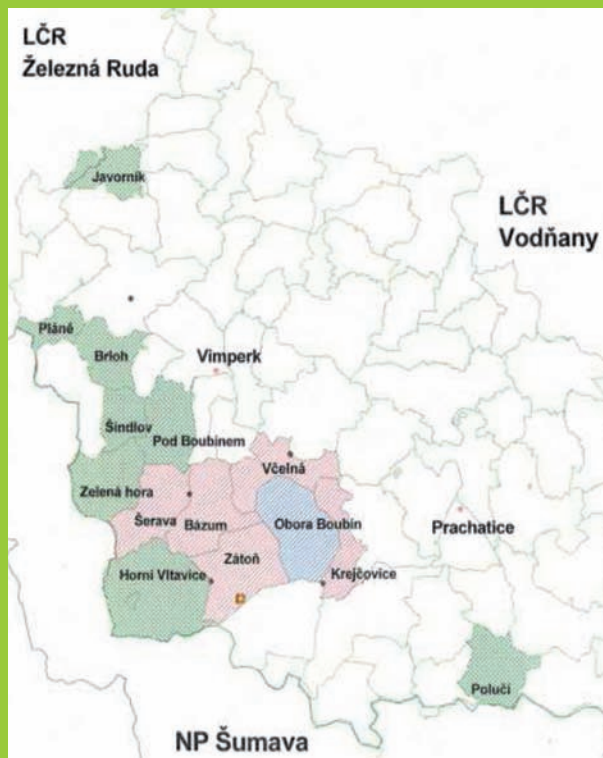 LČR
Železná Ruda
Javorník
LČR
Vodňany
Pláně
Brloh
Vimperk
Šindlov
Pod Boubínem
Včelná
Zelená hora
Šerava
Bázum
Obora Boubín
Prachatice
Zátoň
Horní Vltavice
Krejčovice
Polučí
NP Šumava